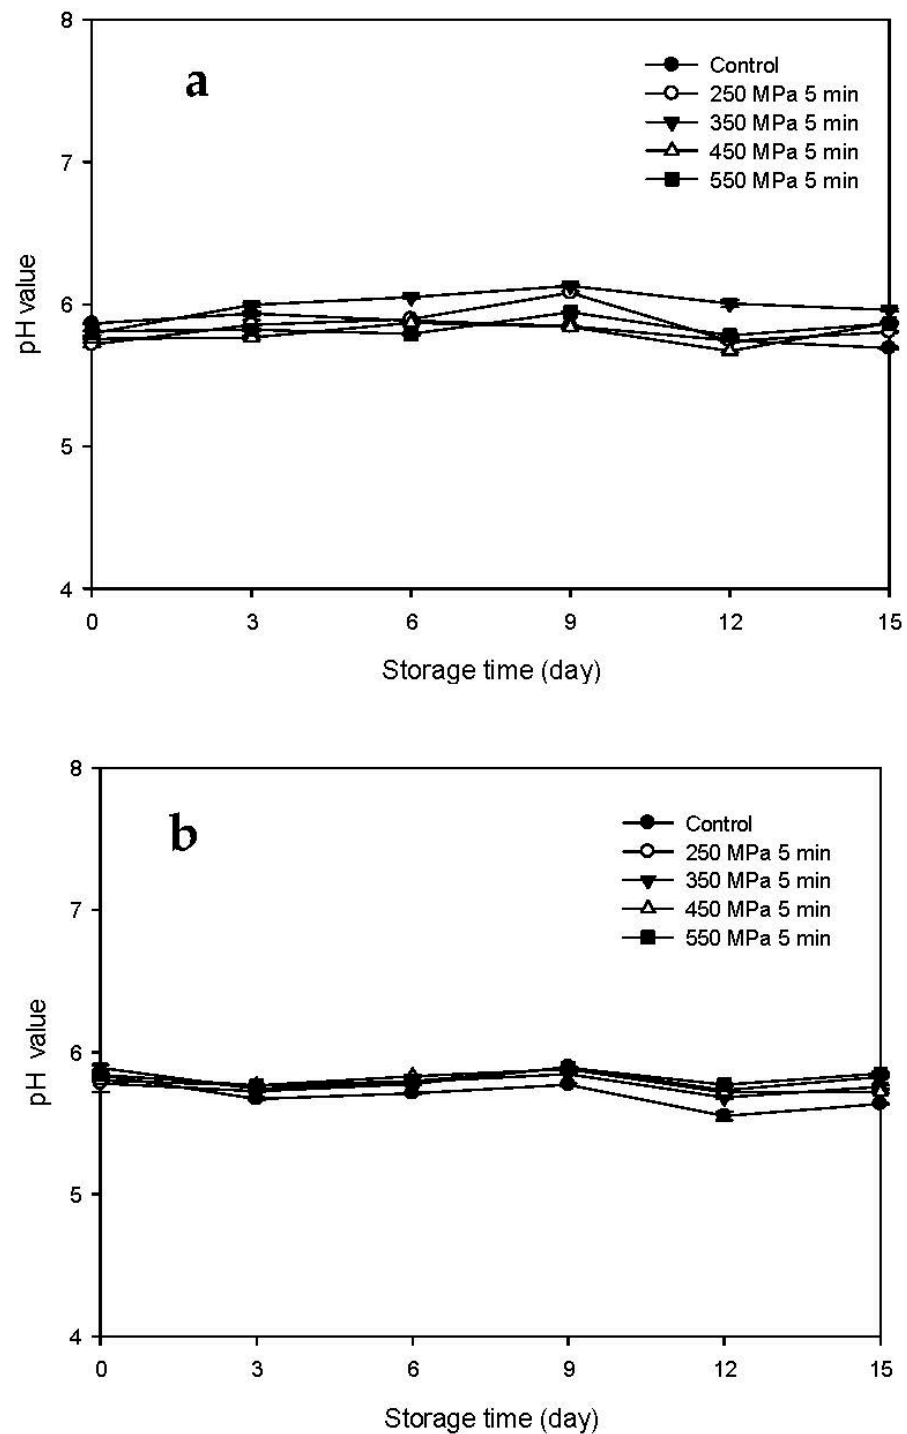 8
a
Control
250 MPa 5 min
350 MPa 5 min
450 MPa 5 min
550 MPa 5 min
7
6
5
4
pH value
0 3 6 9 12 15
Storage time (day)
8
b
Control
250 MPa 5 min
350 MPa 5 min
450 MPa 5 min
550 MPa 5 min
7
6
5
4
pH value
0 3 6 9 12 15
Storage time (day)